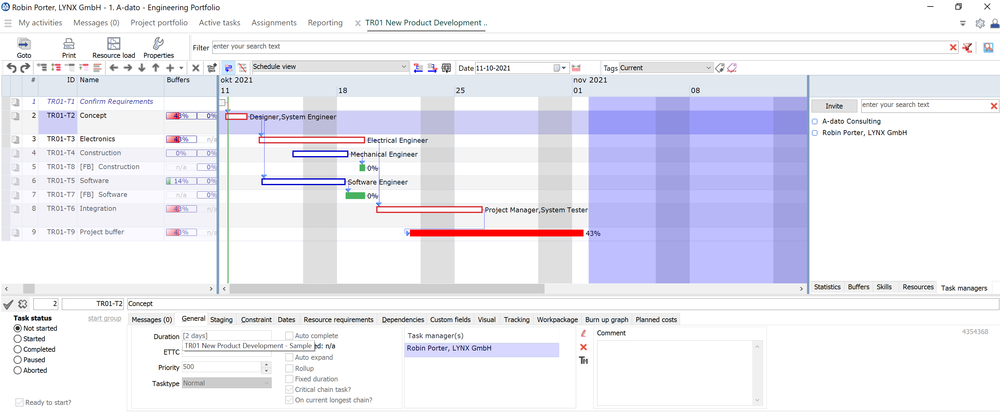 Robin Porter, LYNX GmbH - 1. A-dato - Engineering Portfolio
My activities Messages (0) Project portfolio Active tasks Assignments Reporting TR01 New Product Development ..
Goto Print Resource load Properties Filter enter your search text
Schedule view Date 11-10-2021 Tags Current
# ID Name Buffers okt 2021 nov 2021
11 18 25 01 08
1 TR01-T1 Confirm Requirements
2 TR01-T2 Concept 43% 0% Designer,System Engineer
3 TR01-T3 Electronics 43% n/a Electrical Engineer
4 TR01-T4 Construction 0% 0% Mechanical Engineer
5 TR01-T8 [FB] Construction n/a 0% 0%
6 TR01-T5 Software 14% 0% Software Engineer
7 TR01-T7 [FB] Software n/a 0% 0%
8 TR01-T6 Integration 43% n/a Project Manager,System Tester
9 TR01-T9 Project buffer 43% n/a 43%
Invite enter your search text
A-dato Consulting
Robin Porter, LYNX GmbH
Statistics Buffers Skills Resources Task managers
2 TR01-T2 Concept
Task status start group
Not started
Started
Completed
Paused
Aborted
Ready to start?
Messages (0) General Staging Constraint Dates Resource requirements Dependencies Custom fields Visual Tracking Workpackage Burn up graph Planned costs
Duration [2 days]
TR01 New Product Development - Sample
ETTC
Priority 500
Tasktype Normal
Auto complete
ed: n/a
Auto expand
Rollup
Fixed duration
Critical chain task?
On current longest chain?
Task manager(s)
Robin Porter, LYNX GmbH
TM
Comment
4354368